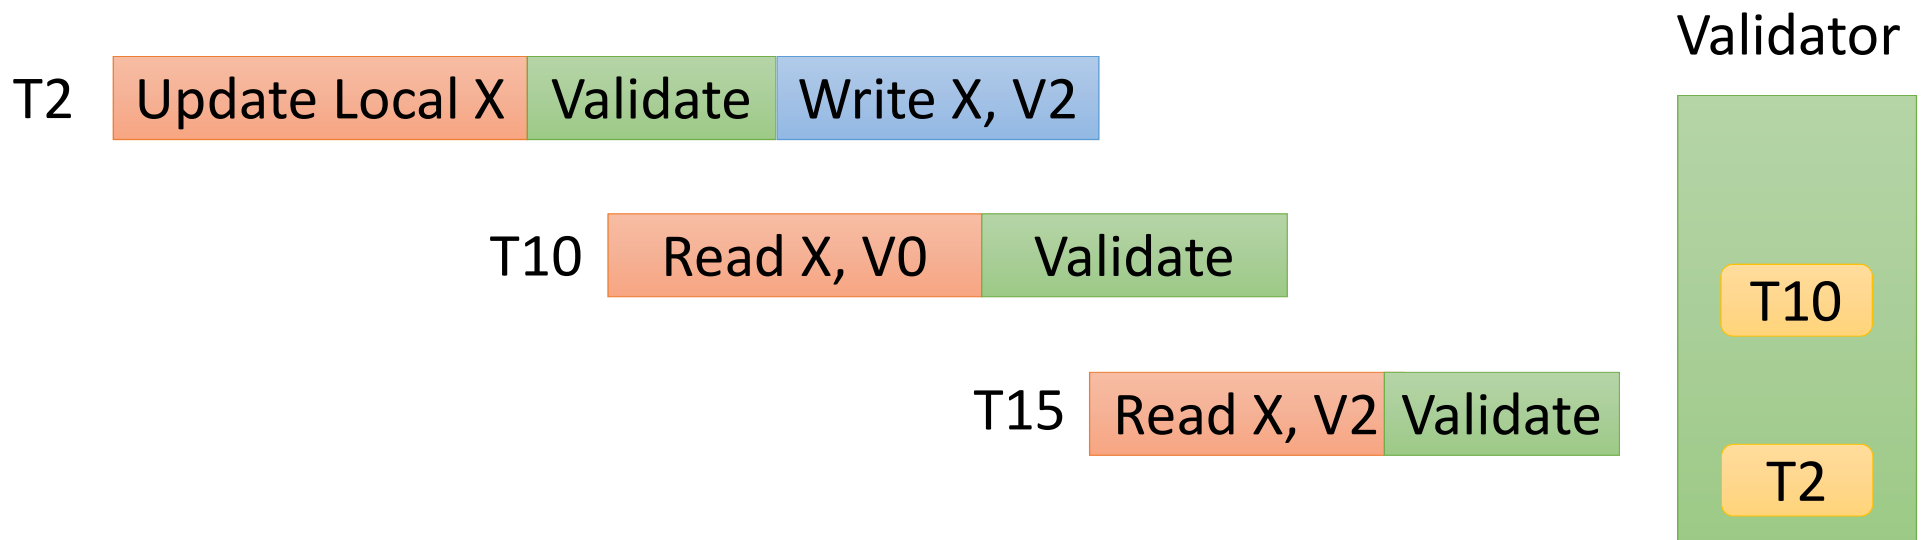 Validator
T2 Update Local X Validate Write X, V2
T10 Read X, V0 Validate
T10
T15 Read X, V2 Validate
T2